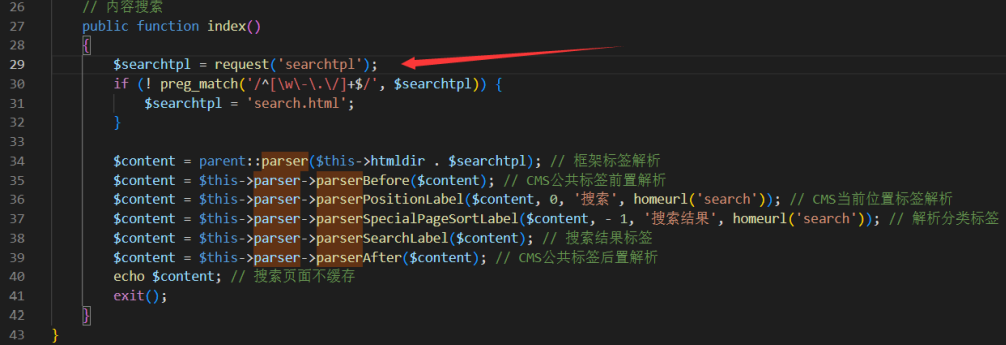 26 // 内容搜索
27 public function index()
28 {
29 $searchtpl = request('searchtpl');
30 if (! preg_match('/^[\w\-\.\/]+$/', $searchtpl)) {
31 $searchtpl = 'search.html';
32 }
33
34 $content = parent::parser($this->htmldir . $searchtpl); // 框架标签解析
35 $content = $this->parser->parserBefore($content); // CMS公共标签前置解析
36 $content = $this->parser->parserPositionLabel($content, 0, '搜索', homeurl('search')); // CMS当前位置标签解析
37 $content = $this->parser->parserSpecialPageSortLabel($content, - 1, '搜索结果', homeurl('search')); // 解析分类标签
38 $content = $this->parser->parserSearchLabel($content); // 搜索结果标签
39 $content = $this->parser->parserAfter($content); // CMS公共标签后置解析
40 echo $content; // 搜索页面不缓存
41 exit();
42 }
43 }